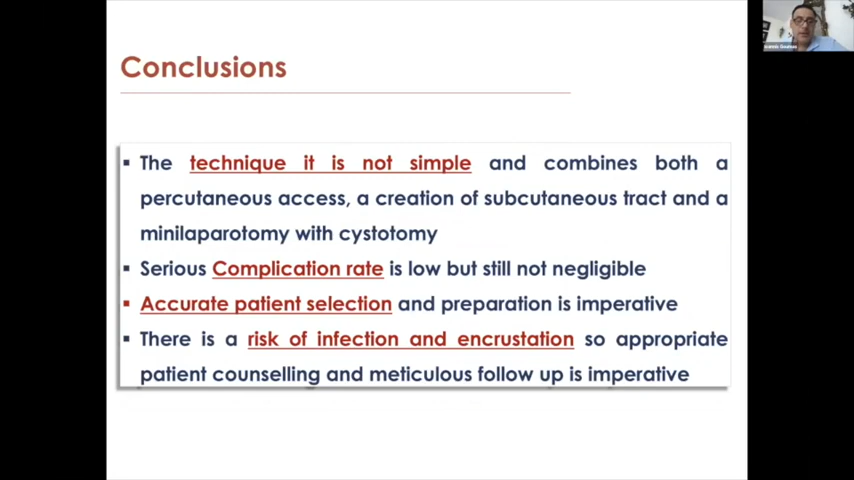 Conclusions
▪ The technique it is not simple and combines both a
percutaneous access, a creation of subcutaneous tract and a
minilaparotomy with cystotomy
▪ Serious Complication rate is low but still not negligible
▪ Accurate patient selection and preparation is imperative
▪ There is a risk of infection and encrustation so appropriate
patient counselling and meticulous follow up is imperative